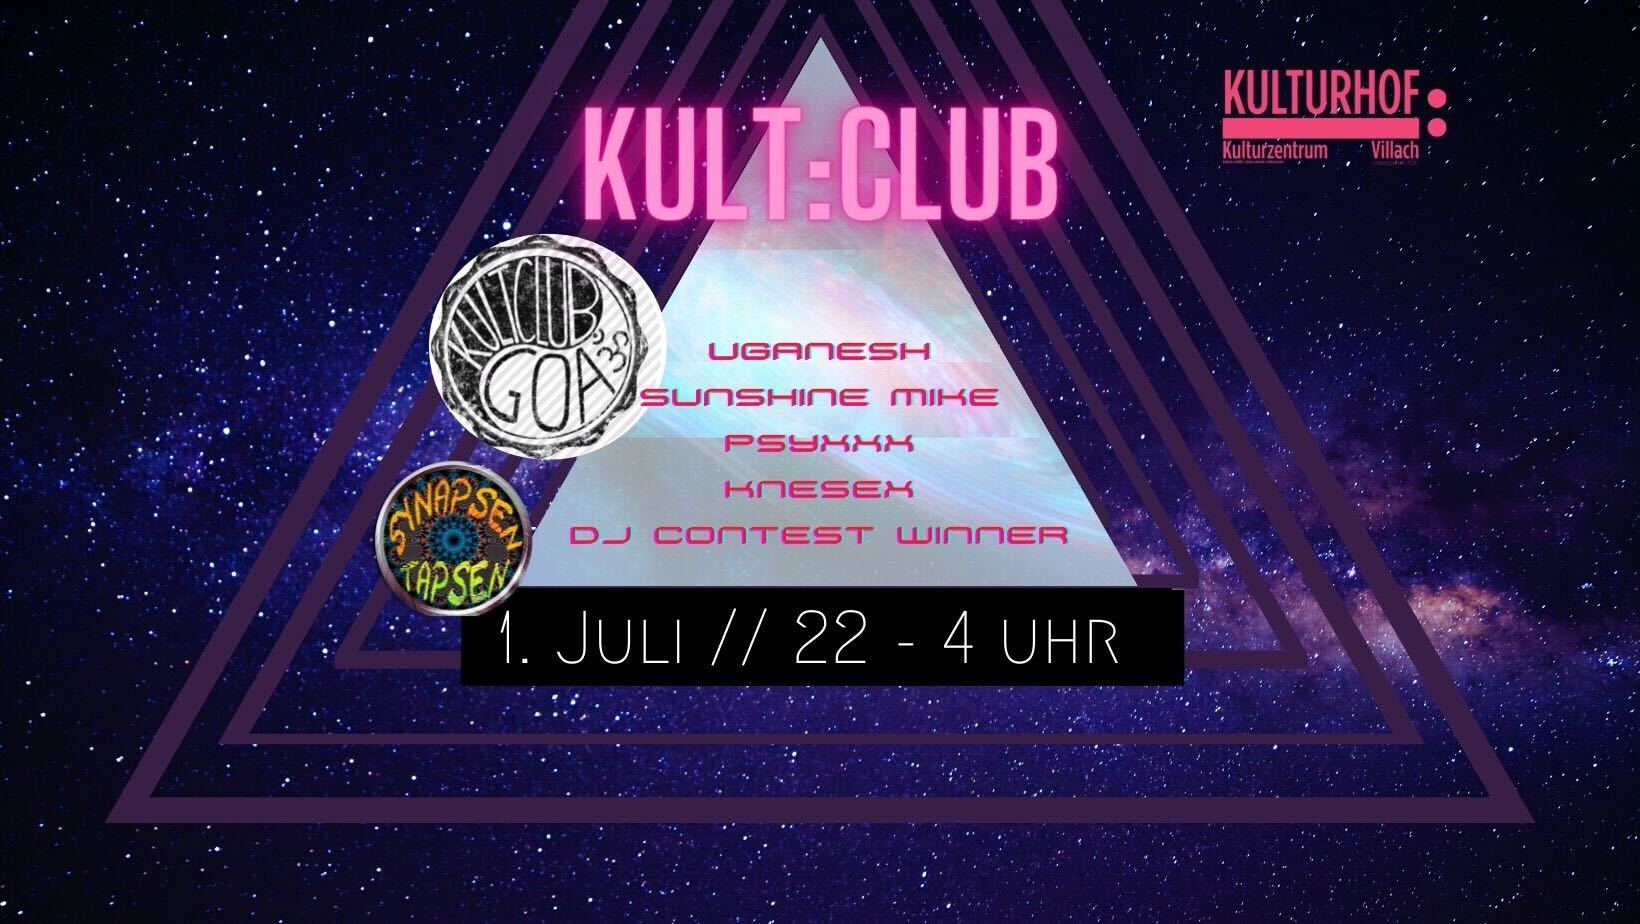 KULT:CLUB
KULTURHOF:
Kulturzentrum Villach
KULTCLUB
GOA
UGANESH
SUNSHINE MIKE
PSYXXX
KNESEX
DJ CONTEST WINNER
SYNAPSEN
TAPSEN
1. JULI // 22 - 4 UHR